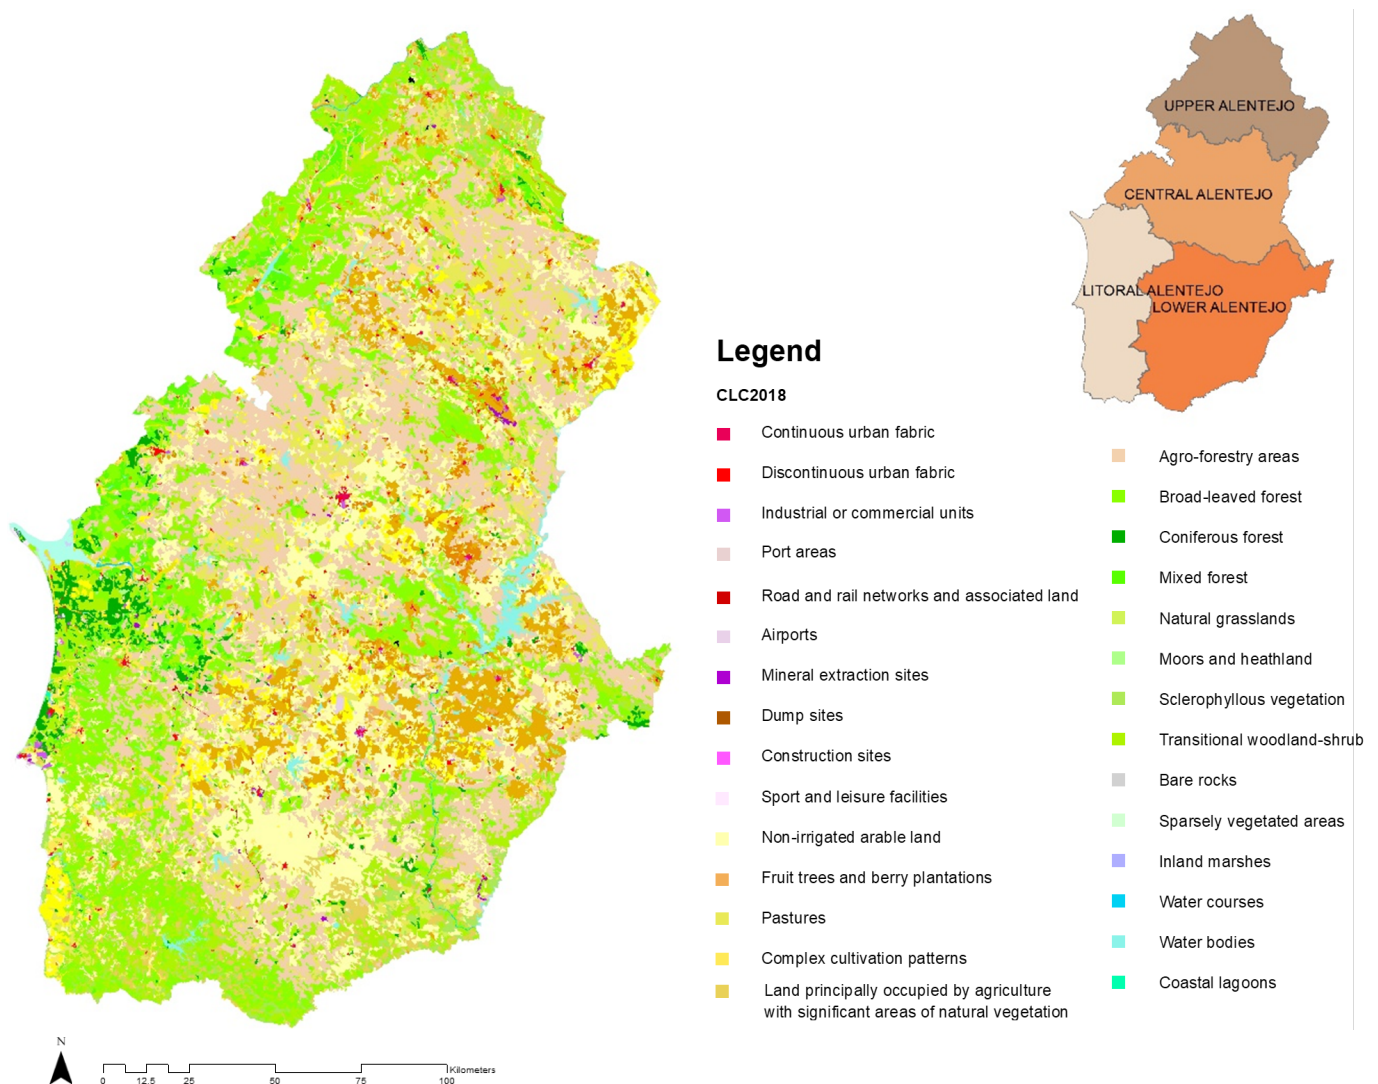 UPPER ALENTEJO
CENTRAL ALENTEJO
LITORAL ALENTEJO
LOWER ALENTEJO
Legend
CLC2018
Continuous urban fabric
Discontinuous urban fabric
Industrial or commercial units
Port areas
Road and rail networks and associated land
Airports
Mineral extraction sites
Dump sites
Construction sites
Sport and leisure facilities
Non-irrigated arable land
Fruit trees and berry plantations
Pastures
Complex cultivation patterns
Land principally occupied by agriculture
with significant areas of natural vegetation
Agro-forestry areas
Broad-leaved forest
Coniferous forest
Mixed forest
Natural grasslands
Moors and heathland
Sclerophyllous vegetation
Transitional woodland-shrub
Bare rocks
Sparsely vegetated areas
Inland marshes
Water courses
Water bodies
Coastal lagoons
N
Kilometers
0 12.5 25 50 75 100